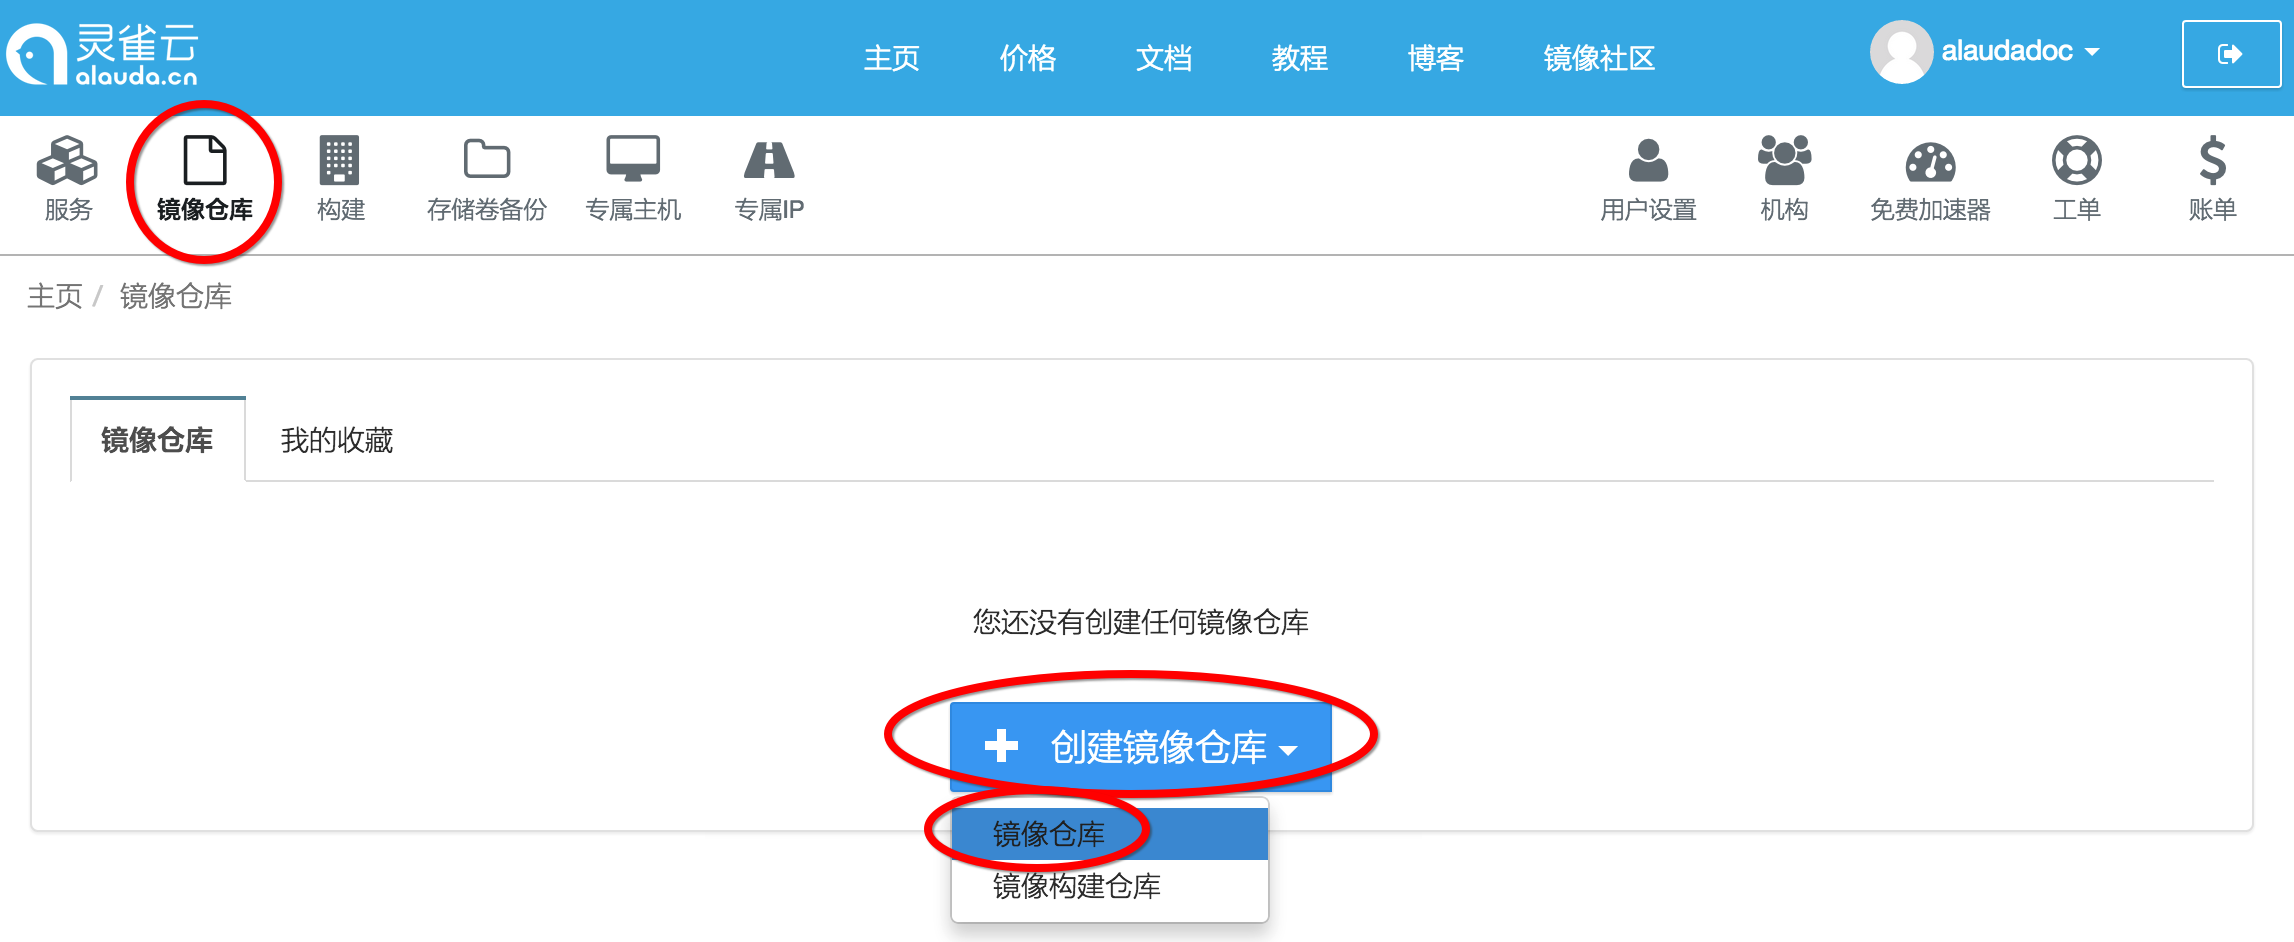 灵雀云
alauda.cn
主页 价格 文档 教程 博客 镜像社区 alaudadoc
服务 镜像仓库 构建 存储卷备份 专属主机 专属IP 用户设置 机构 免费加速器 工单 账单
主页 / 镜像仓库
镜像仓库 我的收藏
您还没有创建任何镜像仓库
创建镜像仓库
镜像仓库
镜像构建仓库